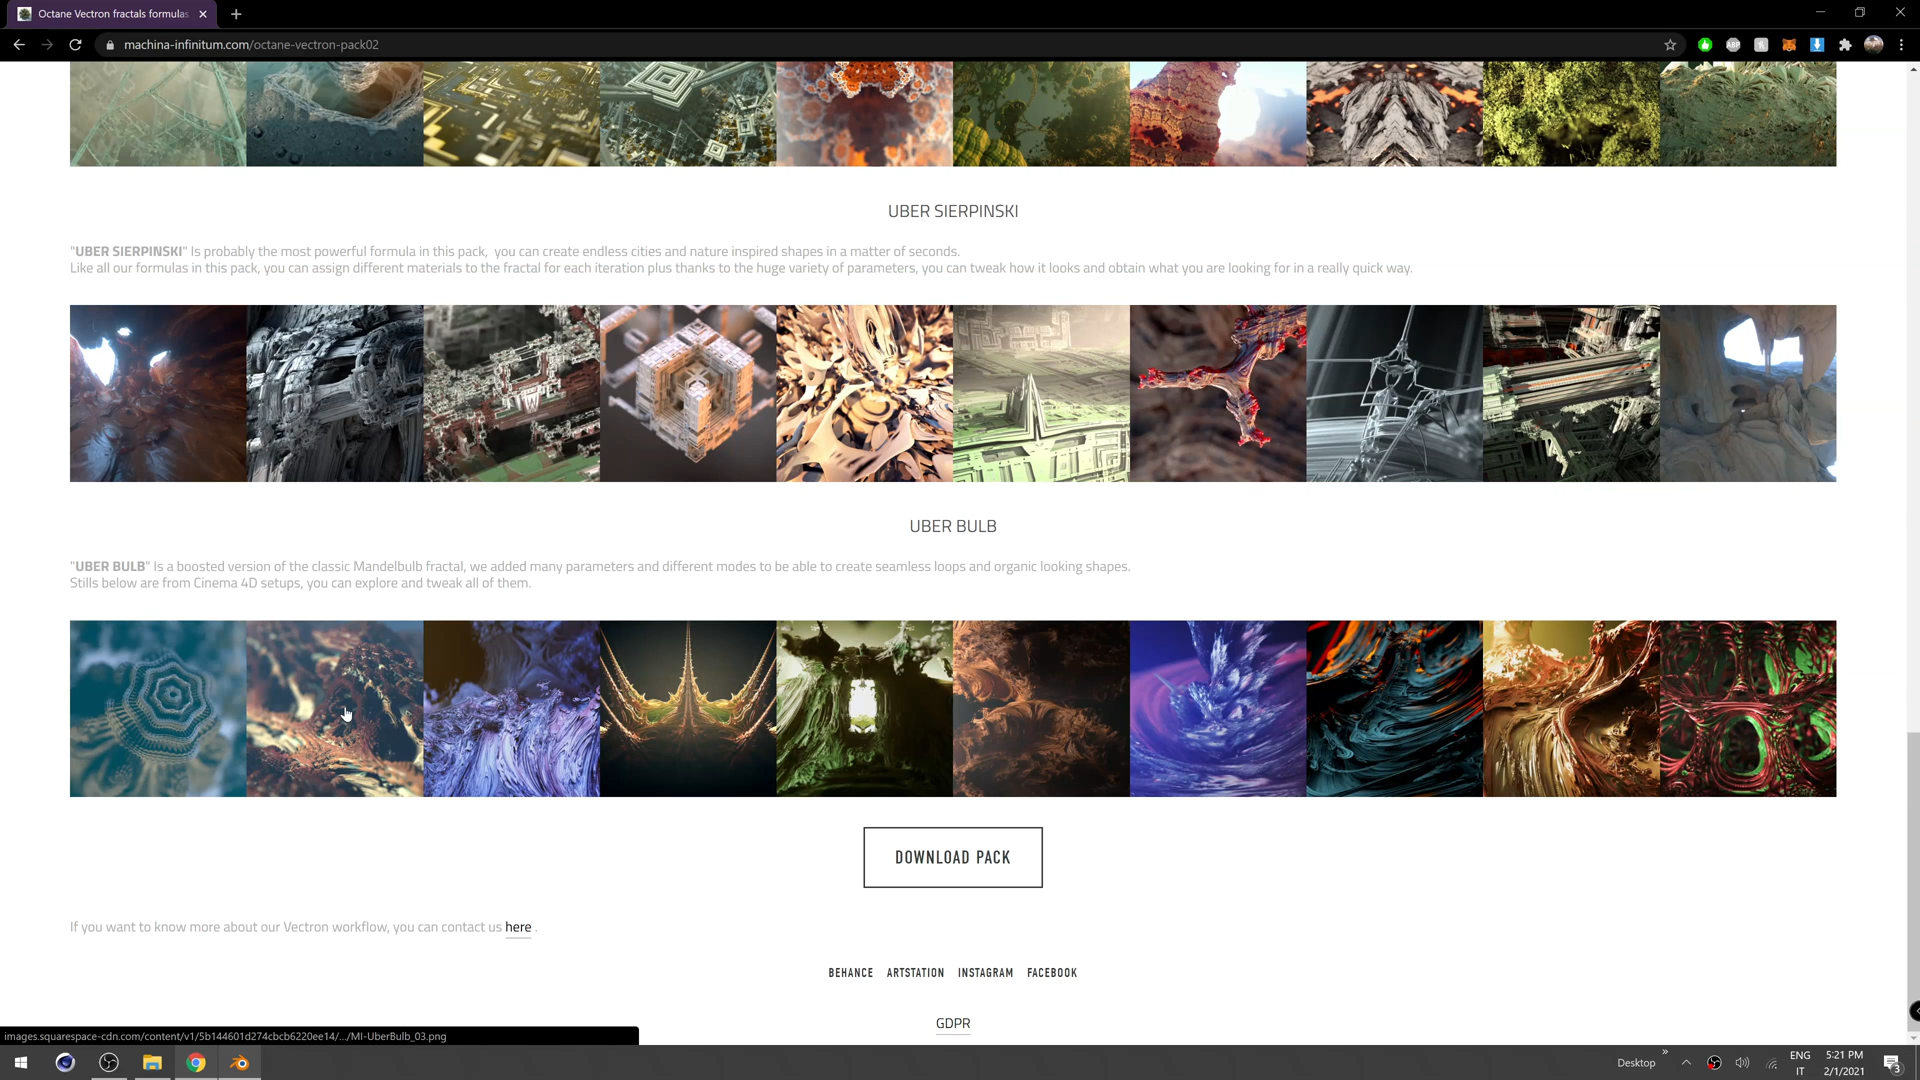 Octane Vectron fractals formulas
machina-infinitum.com/octane-vectron-pack02
ABP
UBER SIERPINSKI
"UBER SIERPINSKI" Is probably the most powerful formula in this pack, you can create endless cities and nature inspired shapes in a matter of seconds.
Like all our formulas in this pack, you can assign different materials to the fractal for each iteration plus thanks to the huge variety of parameters, you can tweak how it looks and obtain what you are looking for in a really quick way.
UBER BULB
"UBER BULB" Is a boosted version of the classic Mandelbulb fractal, we added many parameters and different modes to be able to create seamless loops and organic looking shapes.
Stills below are from Cinema 4D setups, you can explore and tweak all of them.
DOWNLOAD PACK
If you want to know more about our Vectron workflow, you can contact us here .
BEHANCE ARTSTATION INSTAGRAM FACEBOOK
GDPR
images.squarespace-cdn.com/content/v1/5b144601d274cbcb6220ee14/.../MI-UberBulb_03.png
Desktop
ENG
IT
5:21 PM
2/1/2021
3